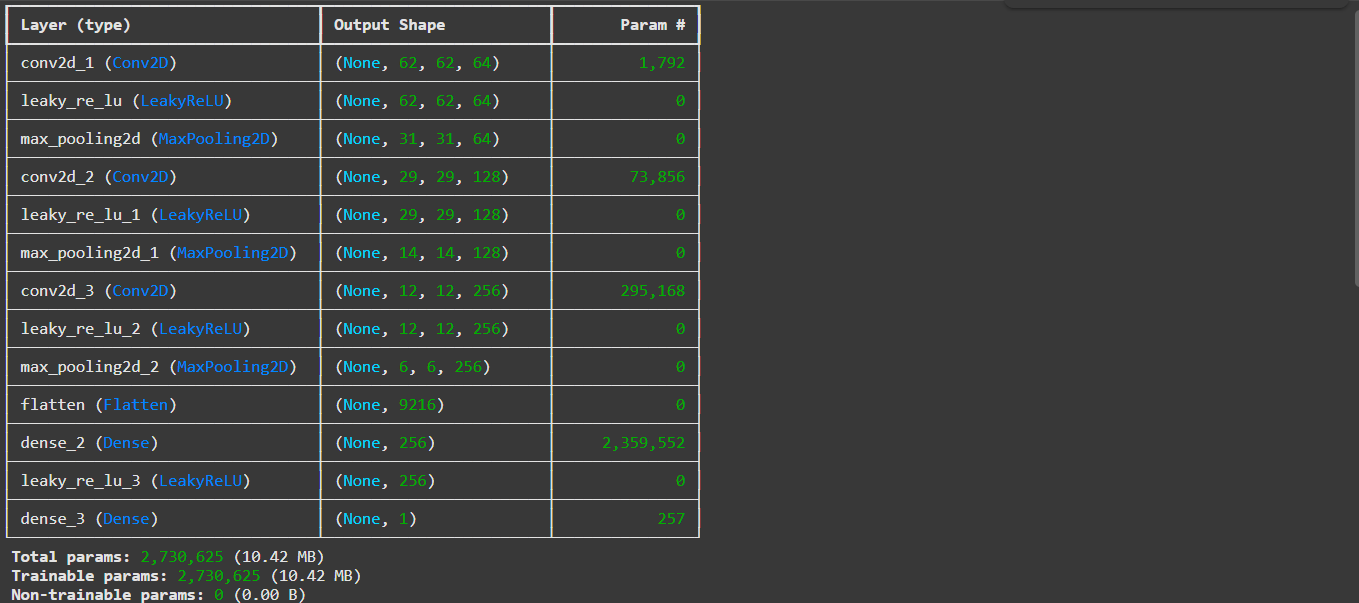 Layer (type) Output Shape Param #
conv2d_1 (Conv2D) (None, 62, 62, 64) 1,792
leaky_re_lu (LeakyReLU) (None, 62, 62, 64) 0
max_pooling2d (MaxPooling2D) (None, 31, 31, 64) 0
conv2d_2 (Conv2D) (None, 29, 29, 128) 73,856
leaky_re_lu_1 (LeakyReLU) (None, 29, 29, 128) 0
max_pooling2d_1 (MaxPooling2D) (None, 14, 14, 128) 0
conv2d_3 (Conv2D) (None, 12, 12, 256) 295,168
leaky_re_lu_2 (LeakyReLU) (None, 12, 12, 256) 0
max_pooling2d_2 (MaxPooling2D) (None, 6, 6, 256) 0
flatten (Flatten) (None, 9216) 0
dense_2 (Dense) (None, 256) 2,359,552
leaky_re_lu_3 (LeakyReLU) (None, 256) 0
dense_3 (Dense) (None, 1) 257
Total params: 2,730,625 (10.42 MB)
Trainable params: 2,730,625 (10.42 MB)
Non-trainable params: 0 (0.00 B)